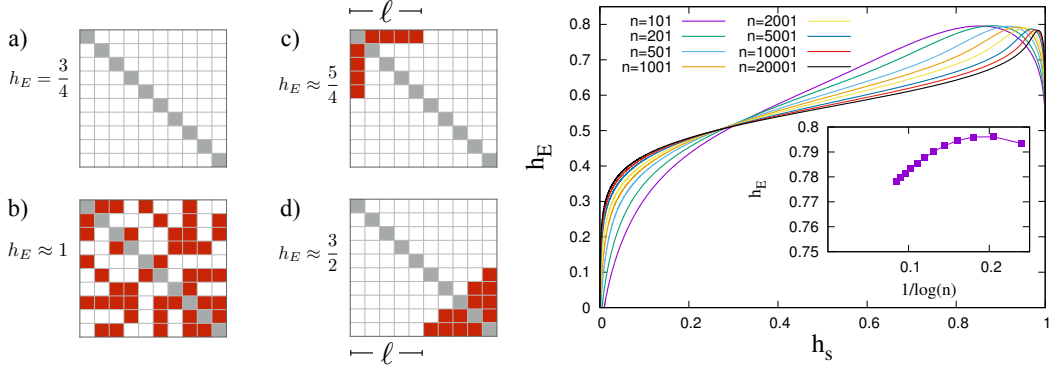 a)
h_E = 3/4
b)
h_E ≈ 1
c)
ℓ
h_E ≈ 5/4
d)
h_E ≈ 3/2
ℓ
h_E
0.8
0.7
0.6
0.5
0.4
0.3
0.2
0.1
0
n=101
n=201
n=501
n=1001
n=2001
n=5001
n=10001
n=20001
h_E
0.8
0.79
0.78
0.77
0.76
0.75
0.1
0.2
1/log(n)
0
0.2
0.4
0.6
0.8
1
h_s